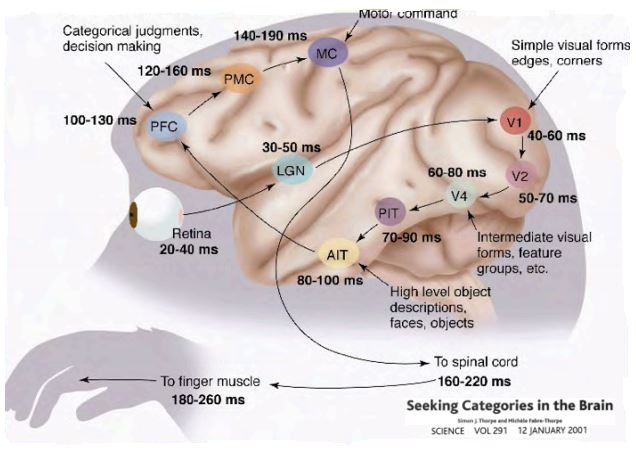 Motor command
Categorical judgments,
decision making
140-190 ms
MC
Simple visual forms
edges, corners
120-160 ms
PMC
100-130 ms
PFC
V1
40-60 ms
30-50 ms
LGN
60-80 ms
V2
V4
50-70 ms
PIT
Retina
20-40 ms
70-90 ms
Intermediate visual
forms, feature
groups, etc.
AIT
80-100 ms
High level object
descriptions,
faces, objects
To spinal cord
160-220 ms
To finger muscle
180-260 ms
Seeking Categories in the Brain
Simon J. Thorpe and Michèle Fabre-Thorpe
SCIENCE VOL 291 12 JANUARY 2001